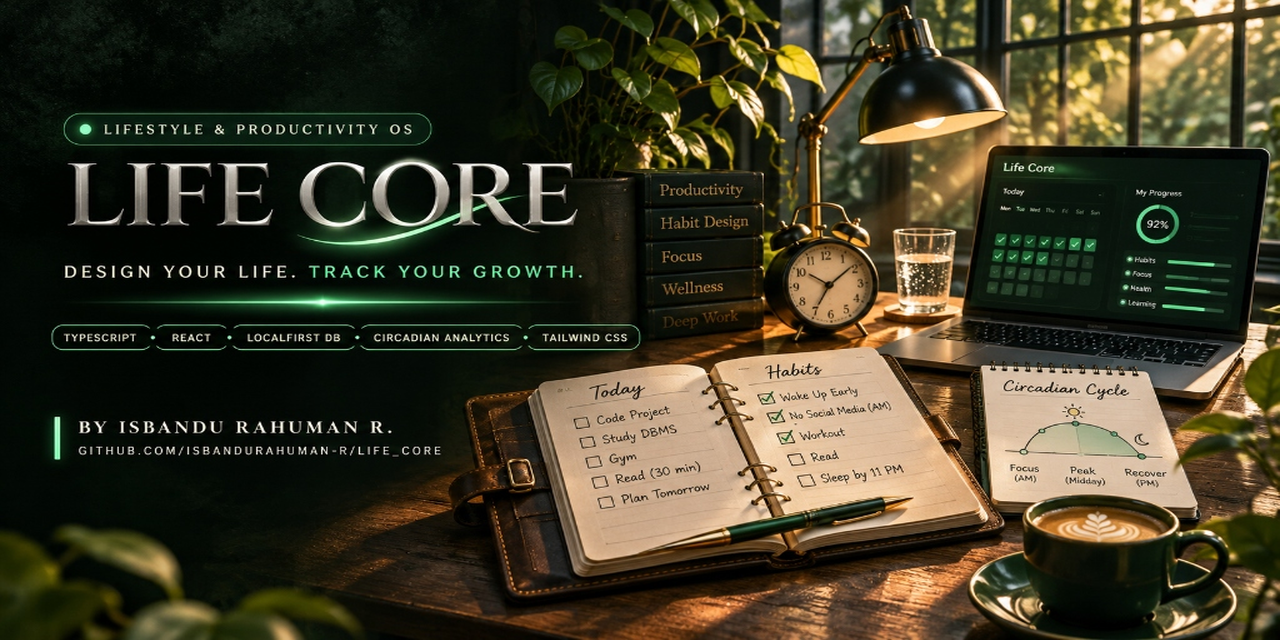 LIFESTYLE & PRODUCTIVITY OS
LIFE CORE
DESIGN YOUR LIFE. TRACK YOUR GROWTH.
TYPESCRIPT • REACT • LOCALFIRST DB • CIRCADIAN ANALYTICS • TAILWIND CSS
BY ISBANDU RAHUMAN R.
GITHUB.COM/ISBANDURAHUMAN-R/LIFE_CORE
Productivity
Habit Design
Focus
Wellness
Deep Work
Life Core
Today
Mon Tue Wed Thu Fri Sat Sun
My Progress
92%
Habits
Focus
Health
Learning
Today
Code Project
Study DBMS
Gym
Read (30 min)
Plan Tomorrow
Habits
Wake Up Early
No Social Media (AM)
Workout
Read
Sleep by 11 PM
Circadian Cycle
Focus (AM)
Peak (Midday)
Recover (PM)